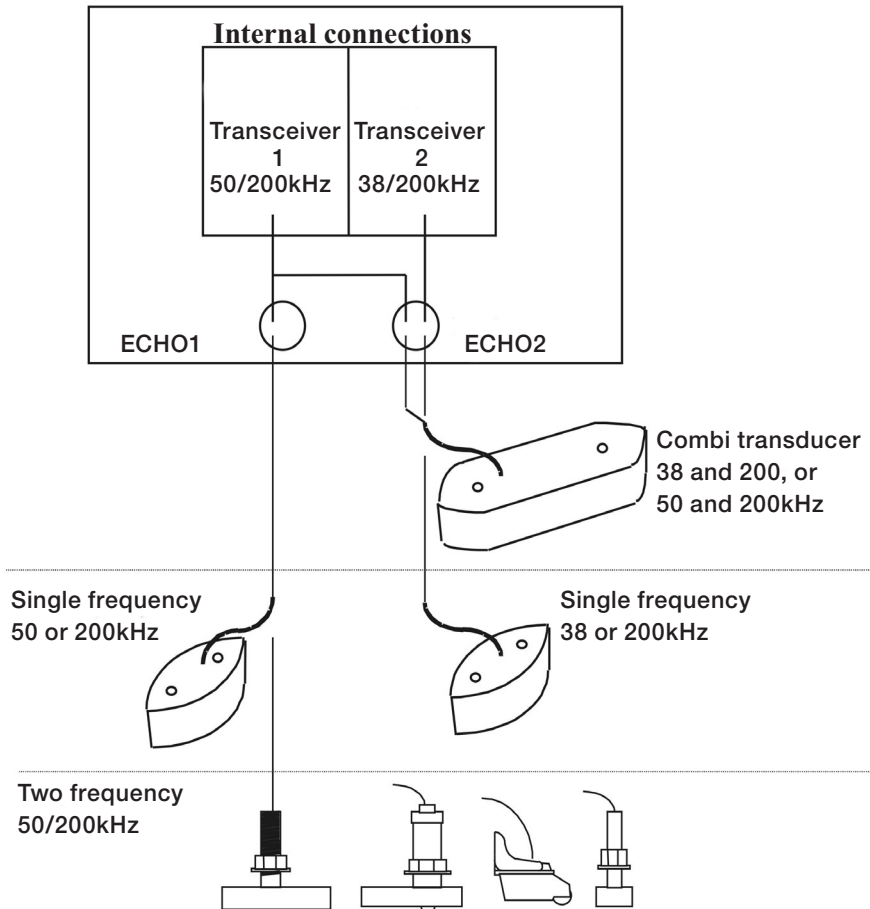 Internal connections
Transceiver
1
50/200kHz
Transceiver
2
38/200kHz
ECHO1
ECHO2
Combi transducer
38 and 200, or
50 and 200kHz
Single frequency
50 or 200kHz
Single frequency
38 or 200kHz
Two frequency
50/200kHz